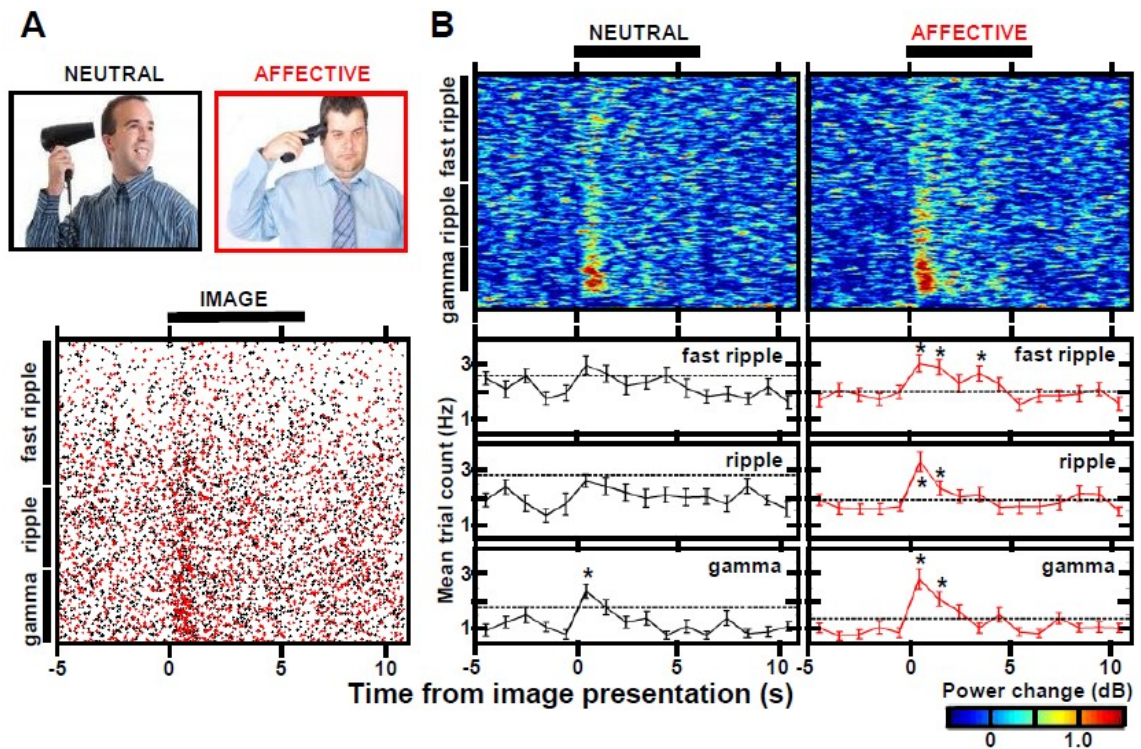 A
NEUTRAL
AFFECTIVE
IMAGE
fast ripple
ripple
gamma
-5
0
5
10
B
NEUTRAL
AFFECTIVE
fast ripple
ripple
gamma
Mean trial count (Hz)
3
1
fast ripple
*
*
*
fast ripple
3
1
ripple
*
*
*
ripple
3
1
gamma
*
*
*
gamma
-5
0
5
10
-5
0
5
10
Time from image presentation (s)
Power change (dB)
0
1.0